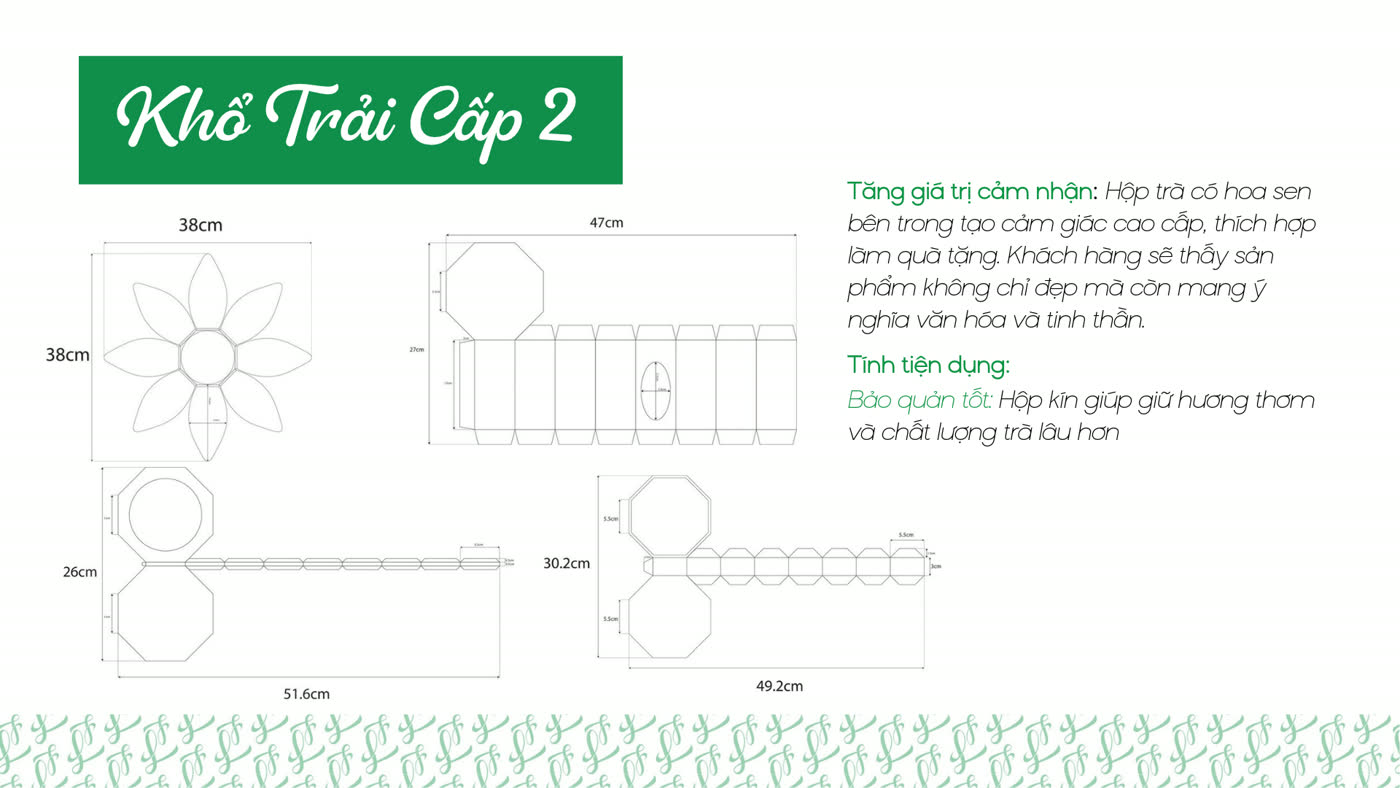 Khổ Trải Cấp 2
38cm
38cm
47cm
27cm
Tăng giá trị cảm nhận: Hộp trà có hoa sen
bên trong tạo cảm giác cao cấp, thích hợp
làm quà tặng. Khách hàng sẽ thấy sản
phẩm không chỉ đẹp mà còn mang ý
nghĩa văn hóa và tinh thần.
Tính tiện dụng:
Bảo quản tốt: Hộp kín giúp giữ hương thơm
và chất lượng trà lâu hơn
26cm
51.6cm
30.2cm
5.5cm
5.5cm
5.5cm
3cm
49.2cm